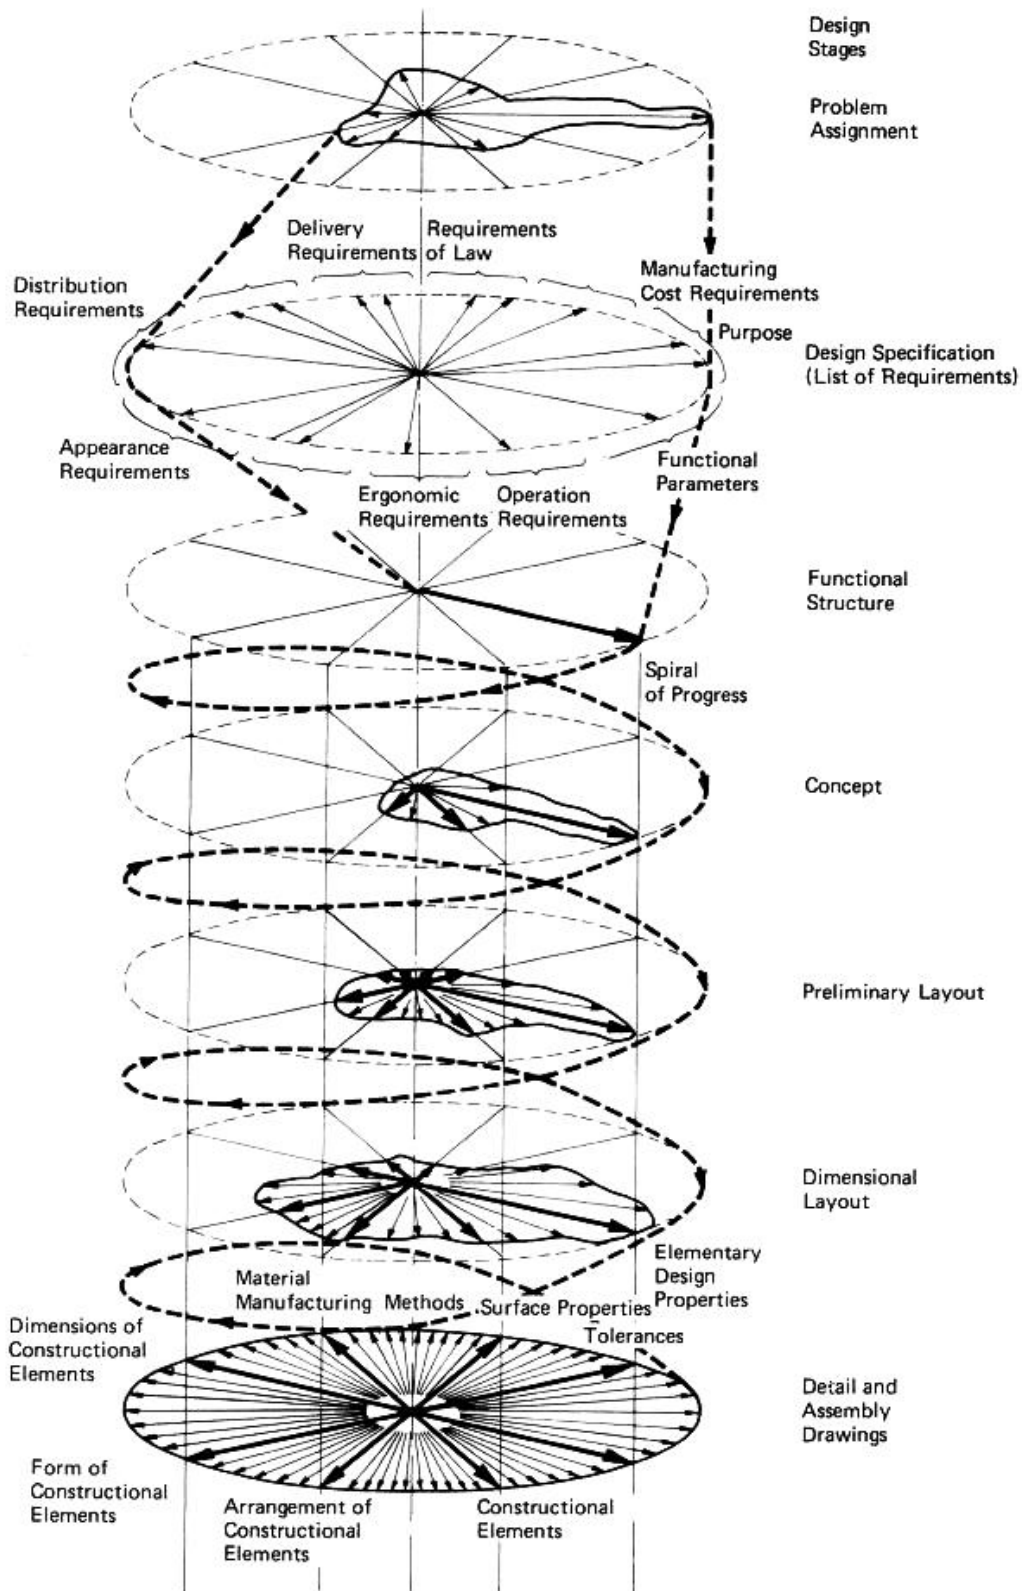 Design
Stages
Problem
Assignment
Delivery
Requirements
Requirements
of Law
Distribution
Requirements
Manufacturing
Cost Requirements
Purpose
Design Specification
(List of Requirements)
Appearance
Requirements
Functional
Parameters
Ergonomic
Requirements
Operation
Requirements
Functional
Structure
Spiral
of Progress
Concept
Preliminary Layout
Dimensional
Layout
Elementary
Design
Properties
Material
Manufacturing Methods
Surface Properties
Tolerances
Dimensions of
Constructional
Elements
Detail and
Assembly
Drawings
Form of
Constructional
Elements
Arrangement of
Constructional
Elements
Constructional
Elements